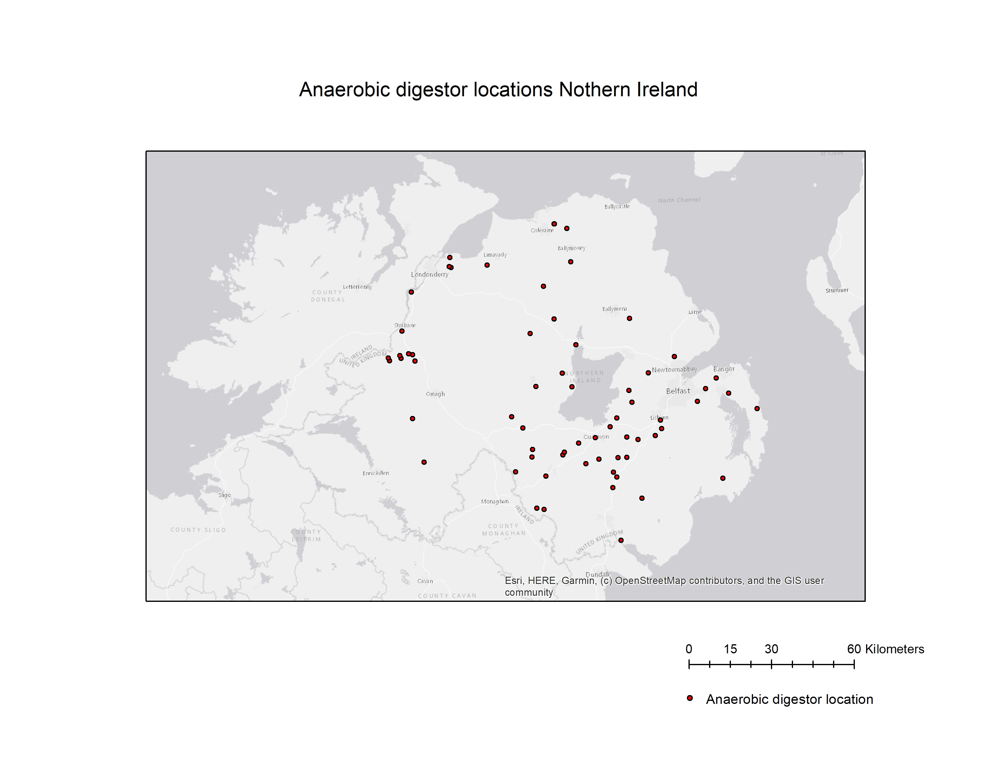 Anaerobic digestor locations Nothern Ireland
of Clyde
North Channel
Ballycastle
Coleraine
Ballymoney
Limavady
Londonderry
Letterkenny
COUNTY
DONEGAL
Stranraer
Ballymena
Larne
Strabane
IRELAND
UNITED KINGDOM
Newtownabbey
Bangor
NORTHERN
IRELAND
Belfast
Omagh
Lisburn
Craigavon
Enniskillen
Sligo
Monaghan
IRELAND
COUNTY
MONAGHAN
COUNTY SLIGO
COUNTY
LEITRIM
UNITED KINGDOM
Dundalk
Cavan
COUNTY CAVAN
Esri, HERE, Garmin, (c) OpenStreetMap contributors, and the GIS user
community
0 15 30 60 Kilometers
Anaerobic digestor location